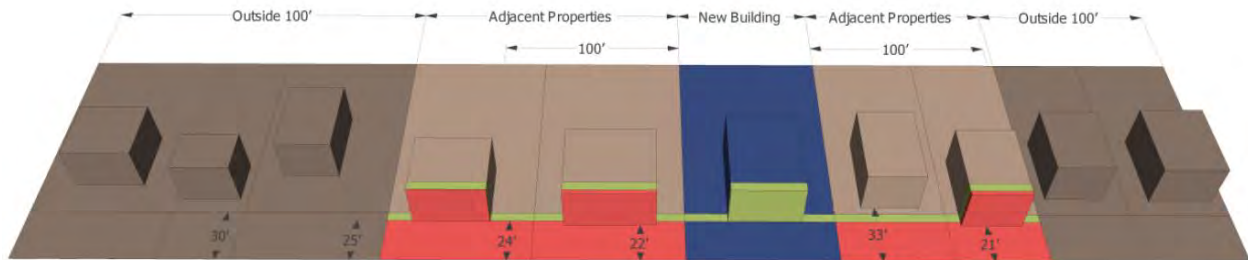 Outside 100’
Adjacent Properties
New Building
Adjacent Properties
Outside 100’
100’
100’
30’
25’
24’
22’
33’
21’